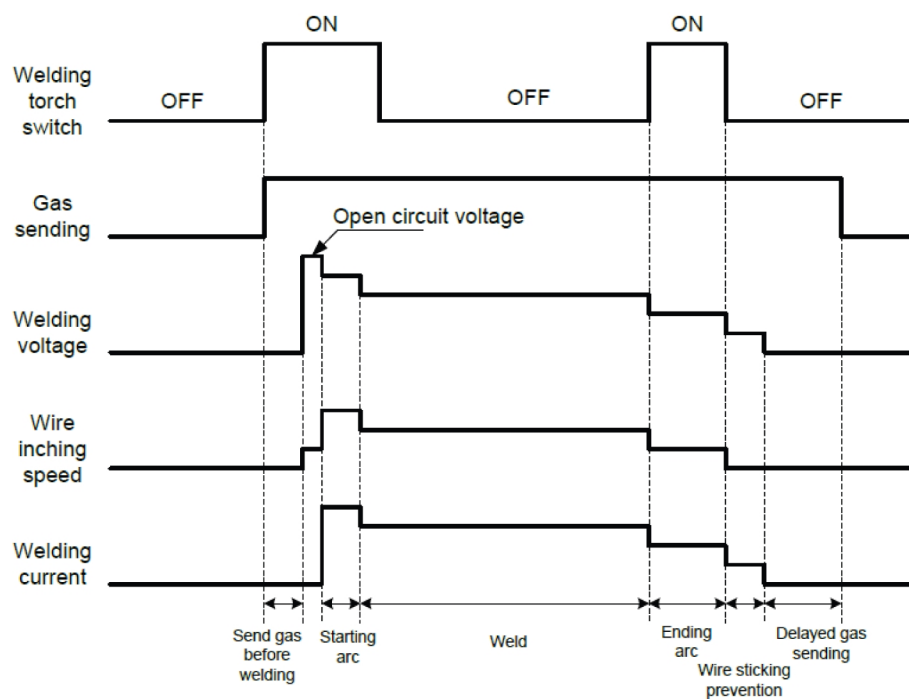 ON
ON
Welding
torch
switch
OFF
OFF
OFF
Gas
sending
Open circuit voltage
Welding
voltage
Wire
inching
speed
Welding
current
Send gas
before
welding
Starting
arc
Weld
Ending
arc
Wire sticking
prevention
Delayed gas
sending